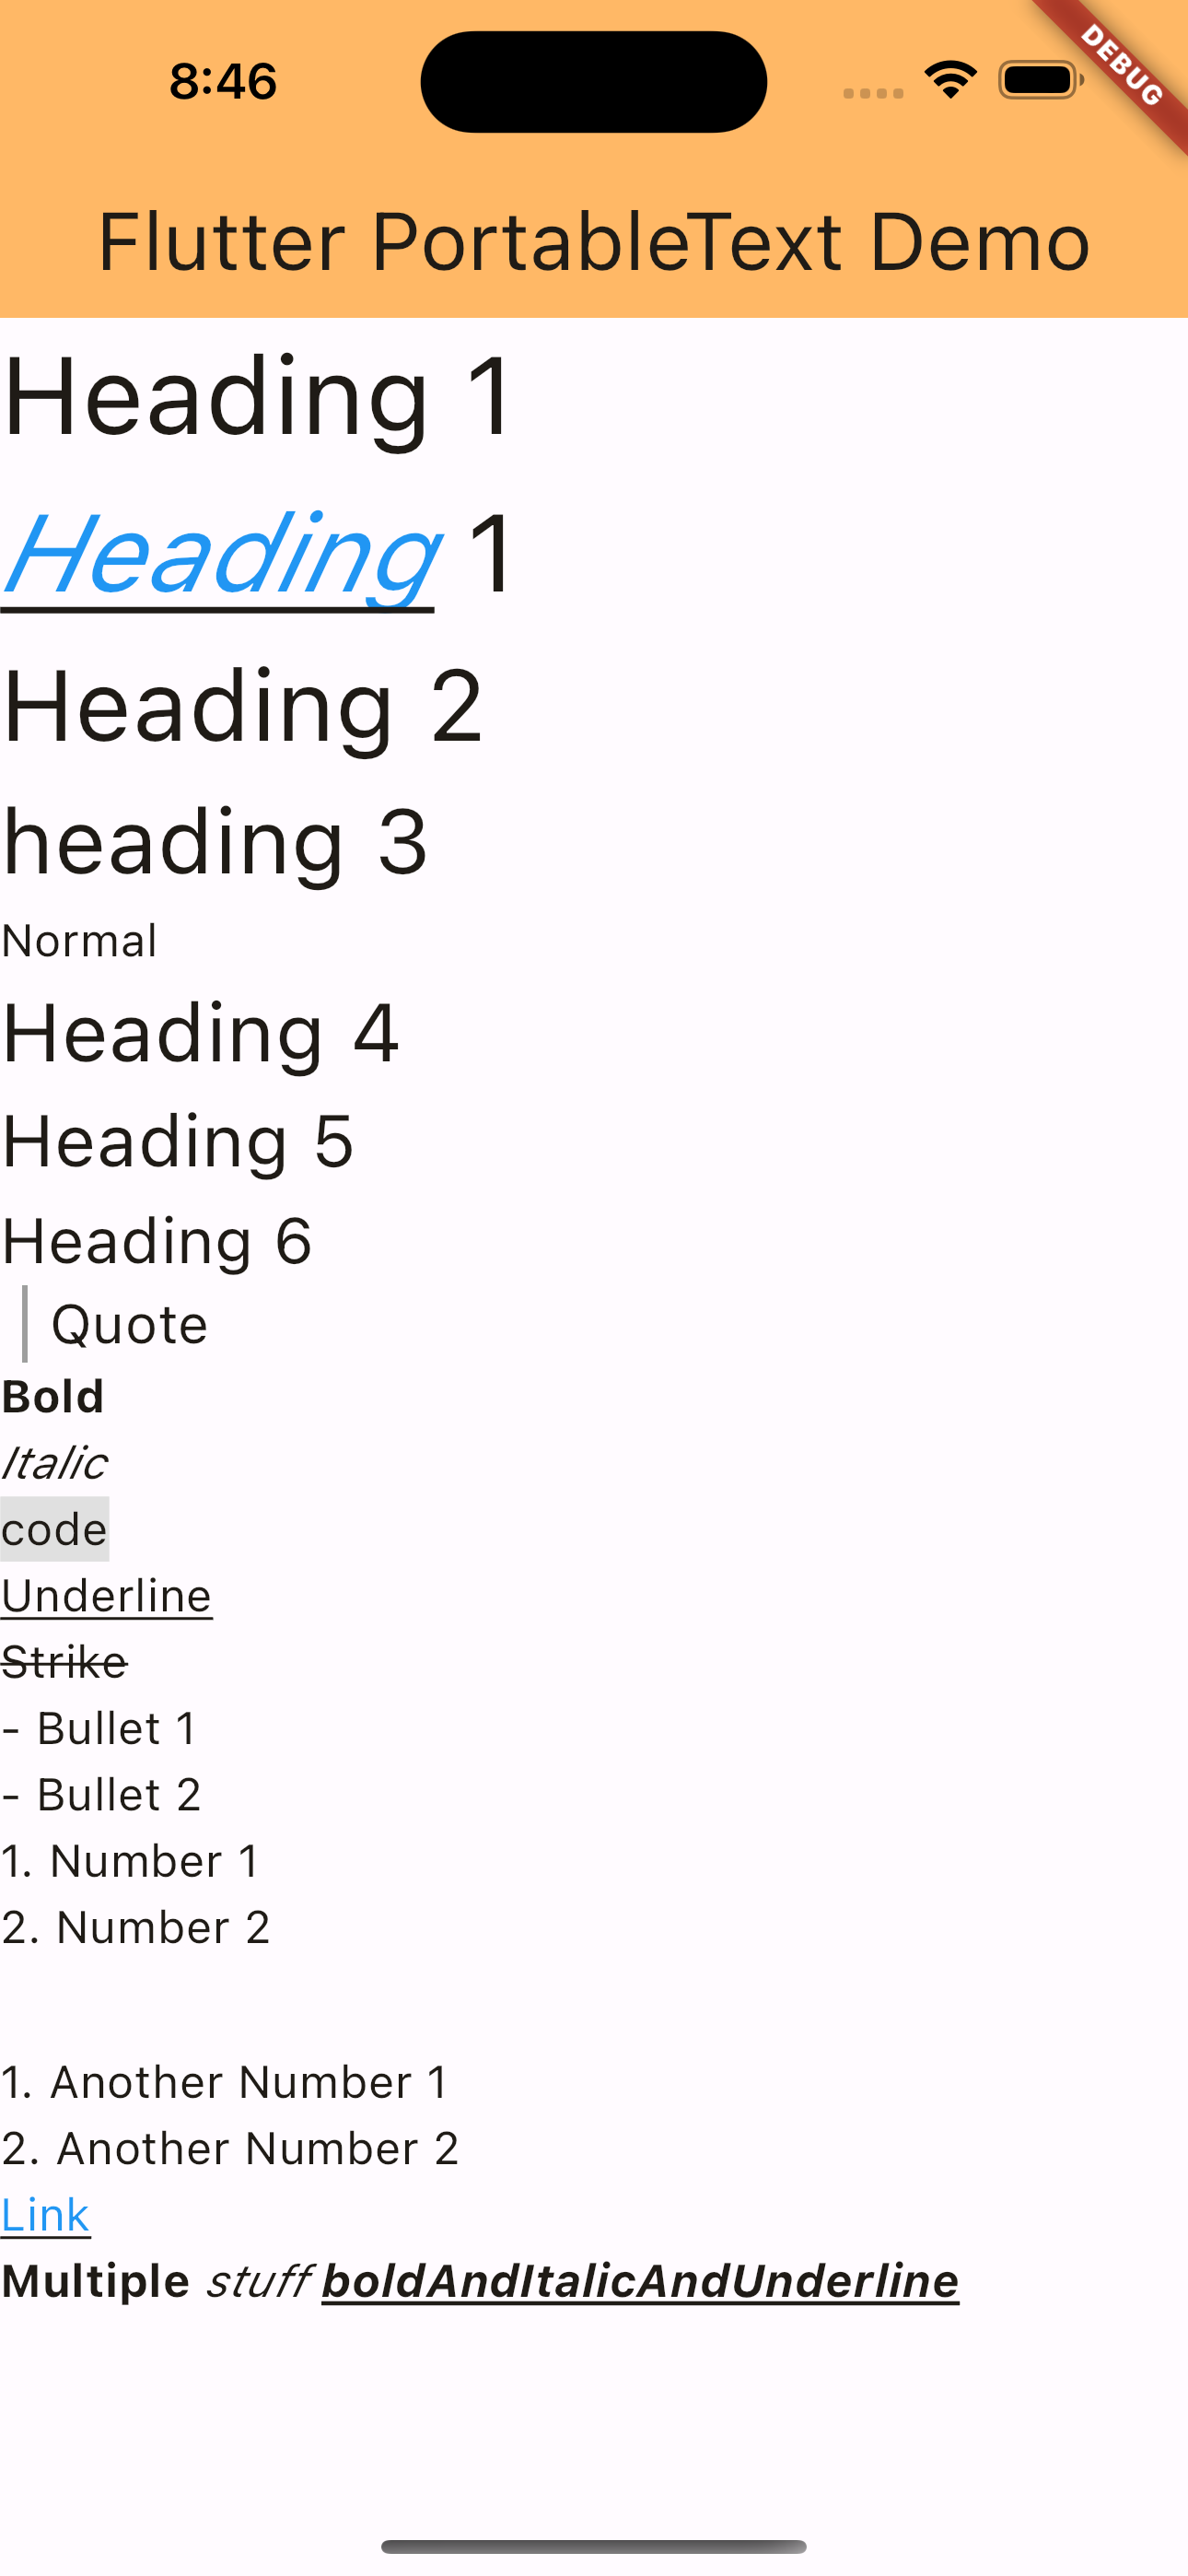 8:46
DEBUG
Flutter PortableText Demo
Heading 1
Heading 1
Heading 2
heading 3
Normal
Heading 4
Heading 5
Heading 6
Quote
Bold
Italic
code
Underline
Strike
- Bullet 1
- Bullet 2
1. Number 1
2. Number 2
1. Another Number 1
2. Another Number 2
Link
Multiple stuff boldAndItalicAndUnderline